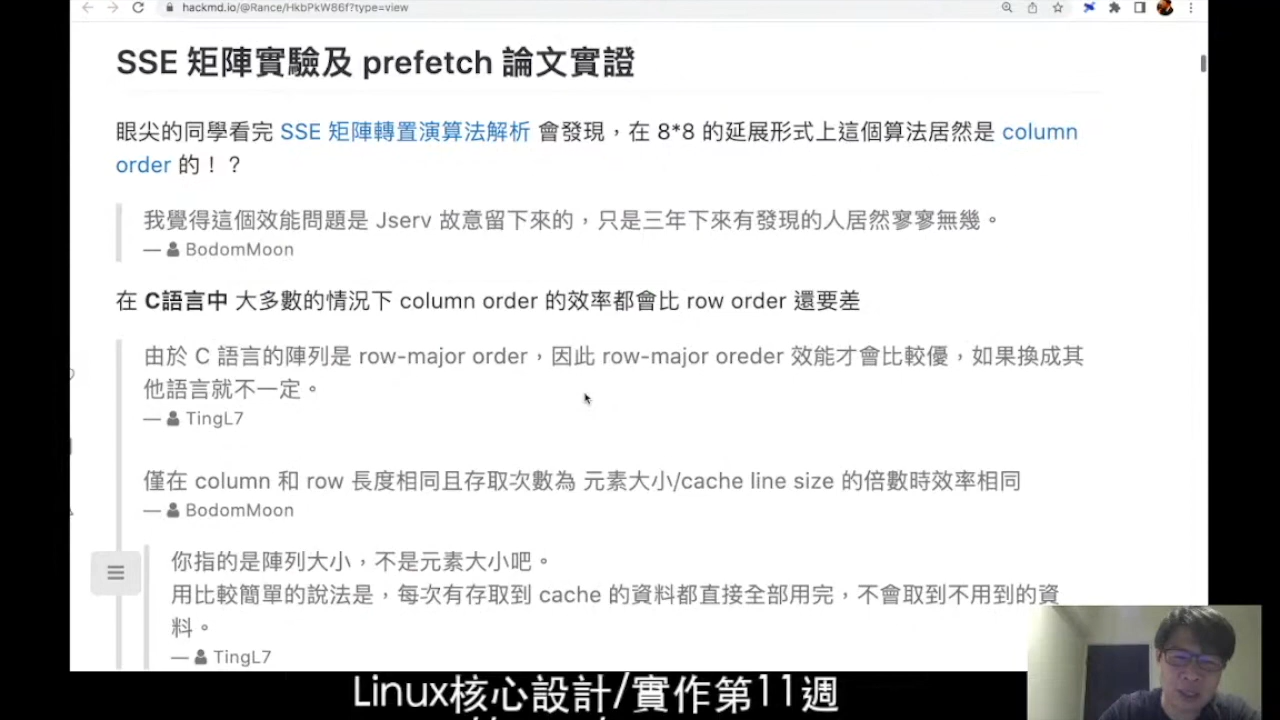 hackmd.io/@Rance/HkbPkW86f?type=view
SSE 矩陣實驗及 prefetch 論文實證
眼尖的同學看完 SSE 矩陣轉置演算法解析 會發現，在 8*8 的延展形式上這個算法居然是 column
order 的！？
我覺得這個效能問題是 Jserv 故意留下來的，只是三年下來有發現的人居然寥寥無幾。
— BodomMoon
在 C語言中 大多數的情況下 column order 的效率都會比 row order 還要差
由於 C 語言的陣列是 row-major order，因此 row-major oreder 效能才會比較優，如果換成其
他語言就不一定。
— TingL7
僅在 column 和 row 長度相同且存取次數為 元素大小/cache line size 的倍數時效率相同
— BodomMoon
你指的是陣列大小，不是元素大小吧。
用比較簡單的說法是，每次有存取到 cache 的資料都直接全部用完，不會取到不用到的資
料。
— TingL7
Linux核心設計/實作第11週